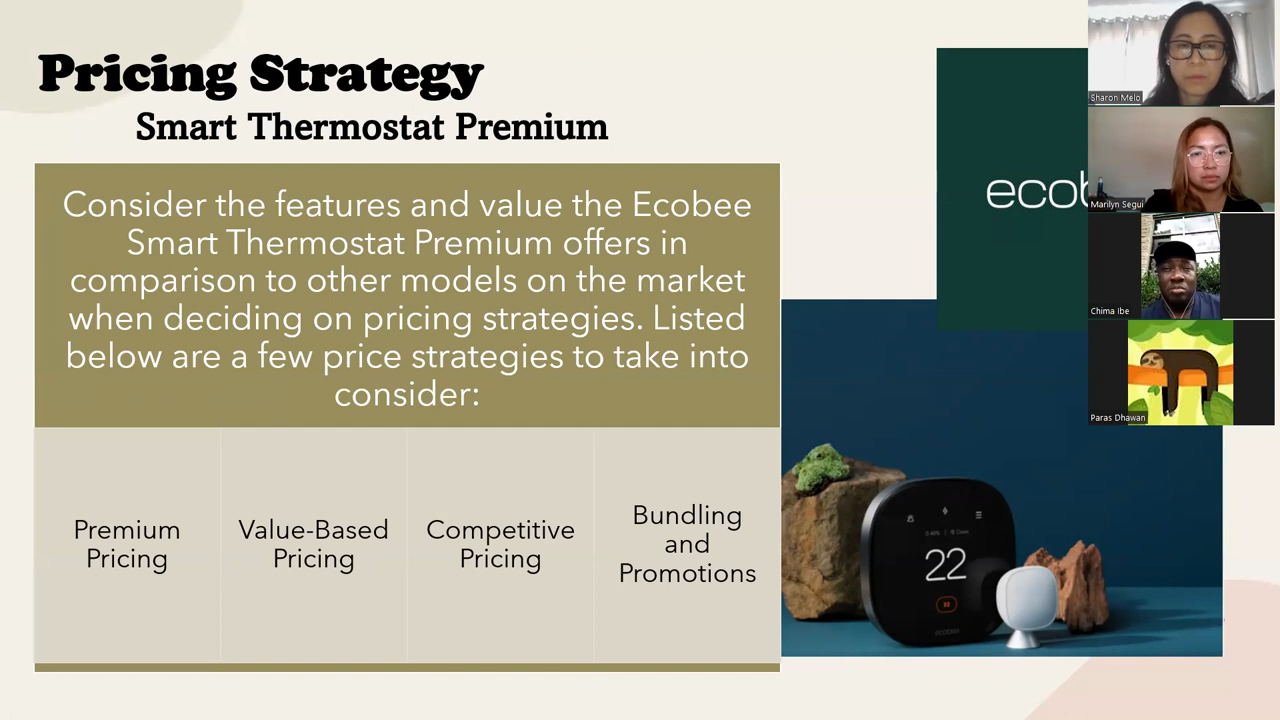 Pricing Strategy
Smart Thermostat Premium
Consider the features and value the Ecobee
Smart Thermostat Premium offers in
comparison to other models on the market
when deciding on pricing strategies. Listed
below are a few price strategies to take into
consider:
Premium
Pricing
Value-Based
Pricing
Competitive
Pricing
Bundling
and
Promotions
ecob
22
ecobee
Sharon Melo
Marilyn Segui
Chima Ibe
Paras Dhawan